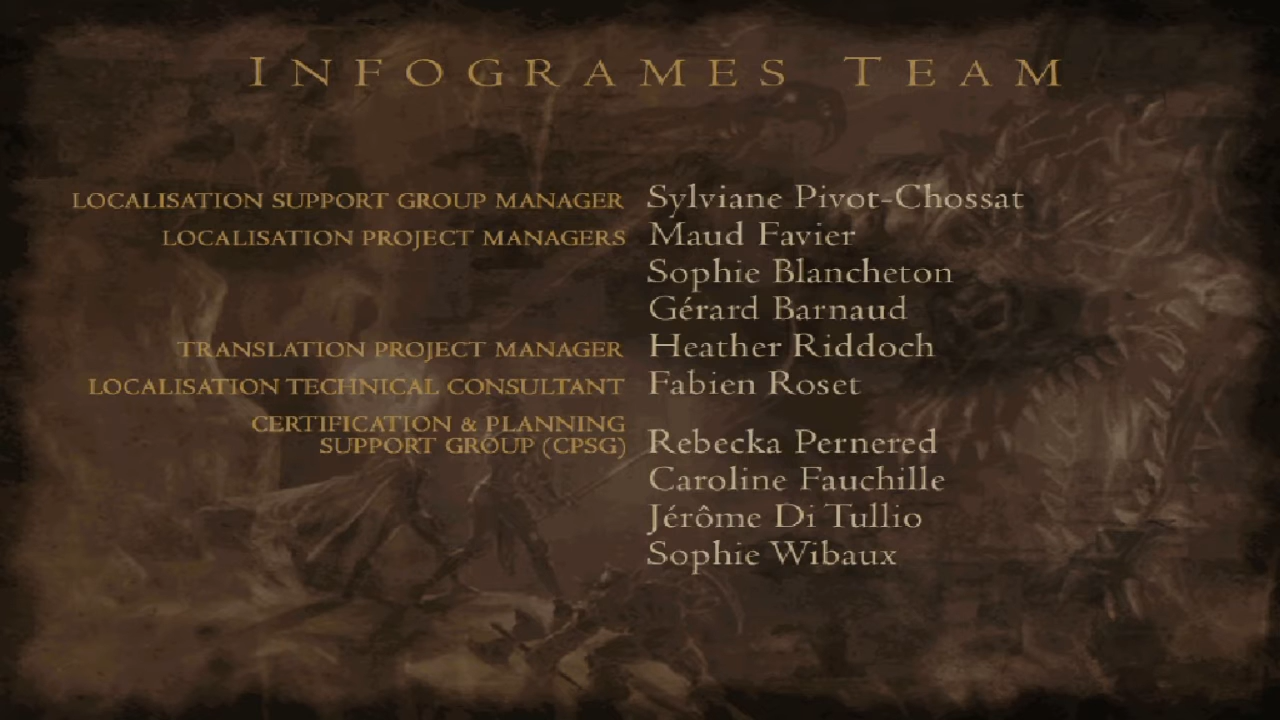 INFOGRAMES TEAM
LOCALISATION SUPPORT GROUP MANAGER Sylviane Pivot-Chossat
LOCALISATION PROJECT MANAGERS Maud Favier
Sophie Blancheton
Gérard Barnaud
TRANSLATION PROJECT MANAGER Heather Riddoch
LOCALISATION TECHNICAL CONSULTANT Fabien Roset
CERTIFICATION & PLANNING
SUPPORT GROUP (CPSG) Rebecka Pernered
Caroline Fauchille
Jérôme Di Tullio
Sophie Wibaux